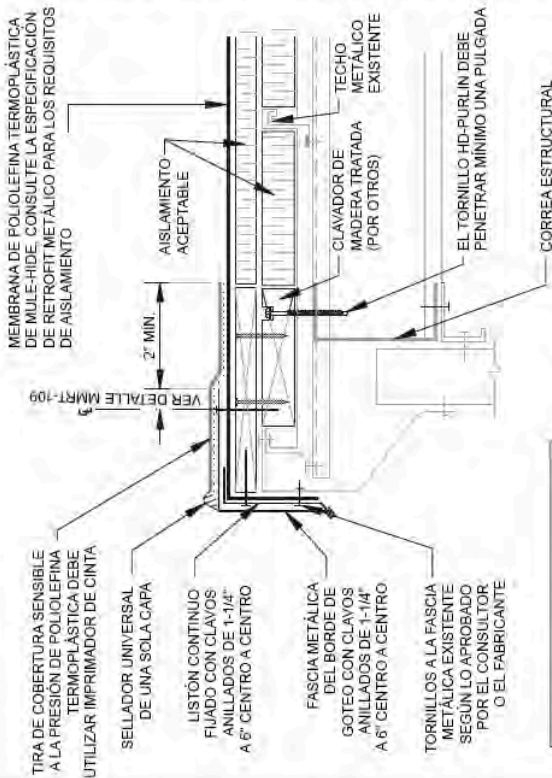 MEMBRANA DE POLIOLEFINA TERMOPLÁSTICA
DE MULE-HIDE, CONSULTE LA ESPECIFICACIÓN
DE RETROFIT METÁLICO PARA LOS REQUISITOS
DE AISLAMIENTO
TIRA DE COBERTURA SENSIBLE
A LA PRESIÓN DE POLIOLEFINA
TERMOPLÁSTICA DEBE
UTILIZAR IMPRIMADOR DE CINTA
SELLADOR UNIVERSAL
DE UNA SOLA CAPA
LISTÓN CONTINUO
FIJADO CON CLAVOS
ANILLADOS DE 1-1/4"
A 6" CENTRO A CENTRO
FASCIA METÁLICA
DEL BORDE DE
GOTEO CON CLAVOS
ANILLADOS DE 1-1/4"
A 6" CENTRO A CENTRO
TORNILLOS A LA FASCIA
METÁLICA EXISTENTE
SEGÚN LO APROBADO
POR EL CONSULTOR
O EL FABRICANTE
VER DETALLE MMRT-109
2" MIN.
AISLAMIENTO
ACEPTABLE
TECHO
METÁLICO
EXISTENTE
CLAVADOR DE
MADERA TRATADA
(POR OTROS)
EL TORNILLO HD-PURLIN DEBE
PENETRAR MÍNIMO UNA PULGADA
CORREA ESTRUCTURAL